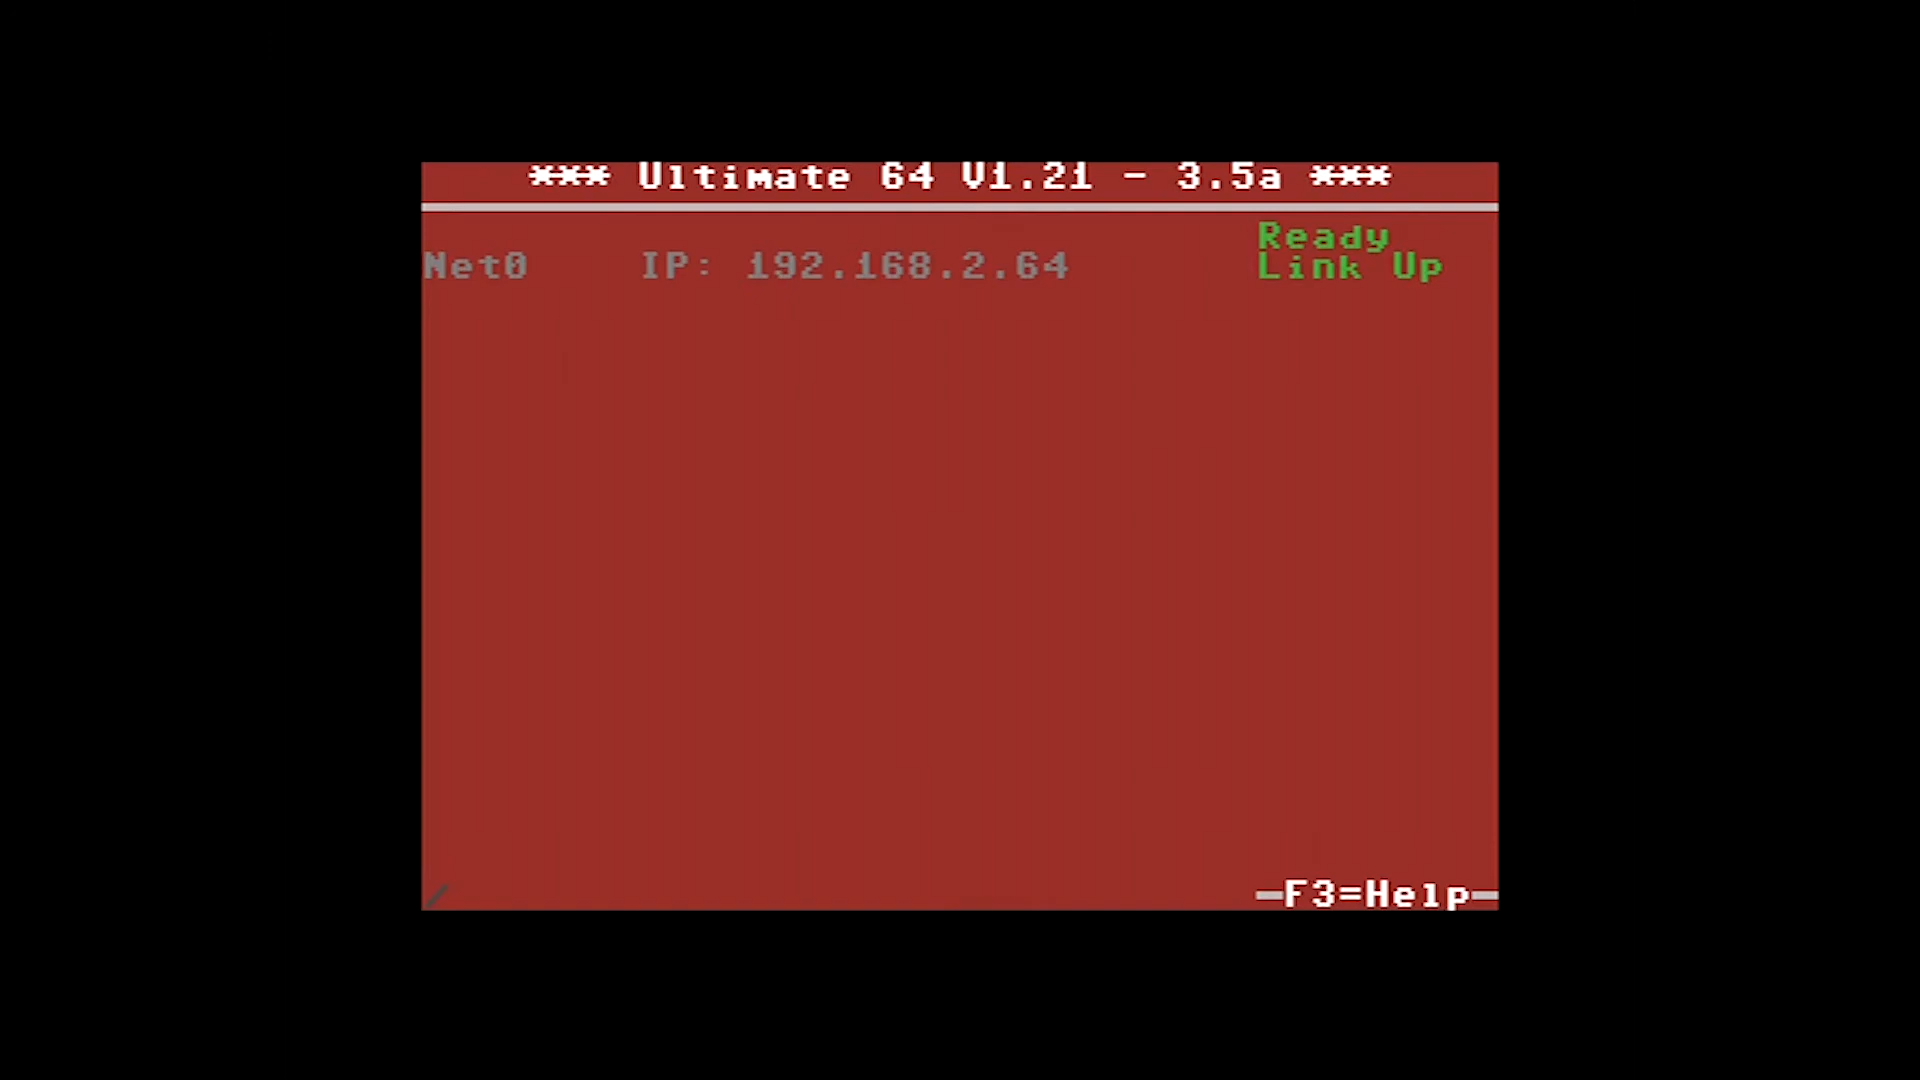 *** Ultimate 64 V1.21 - 3.5a ***
Ready
Net0 IP: 192.168.2.64 Link Up
/
-F3=Help-